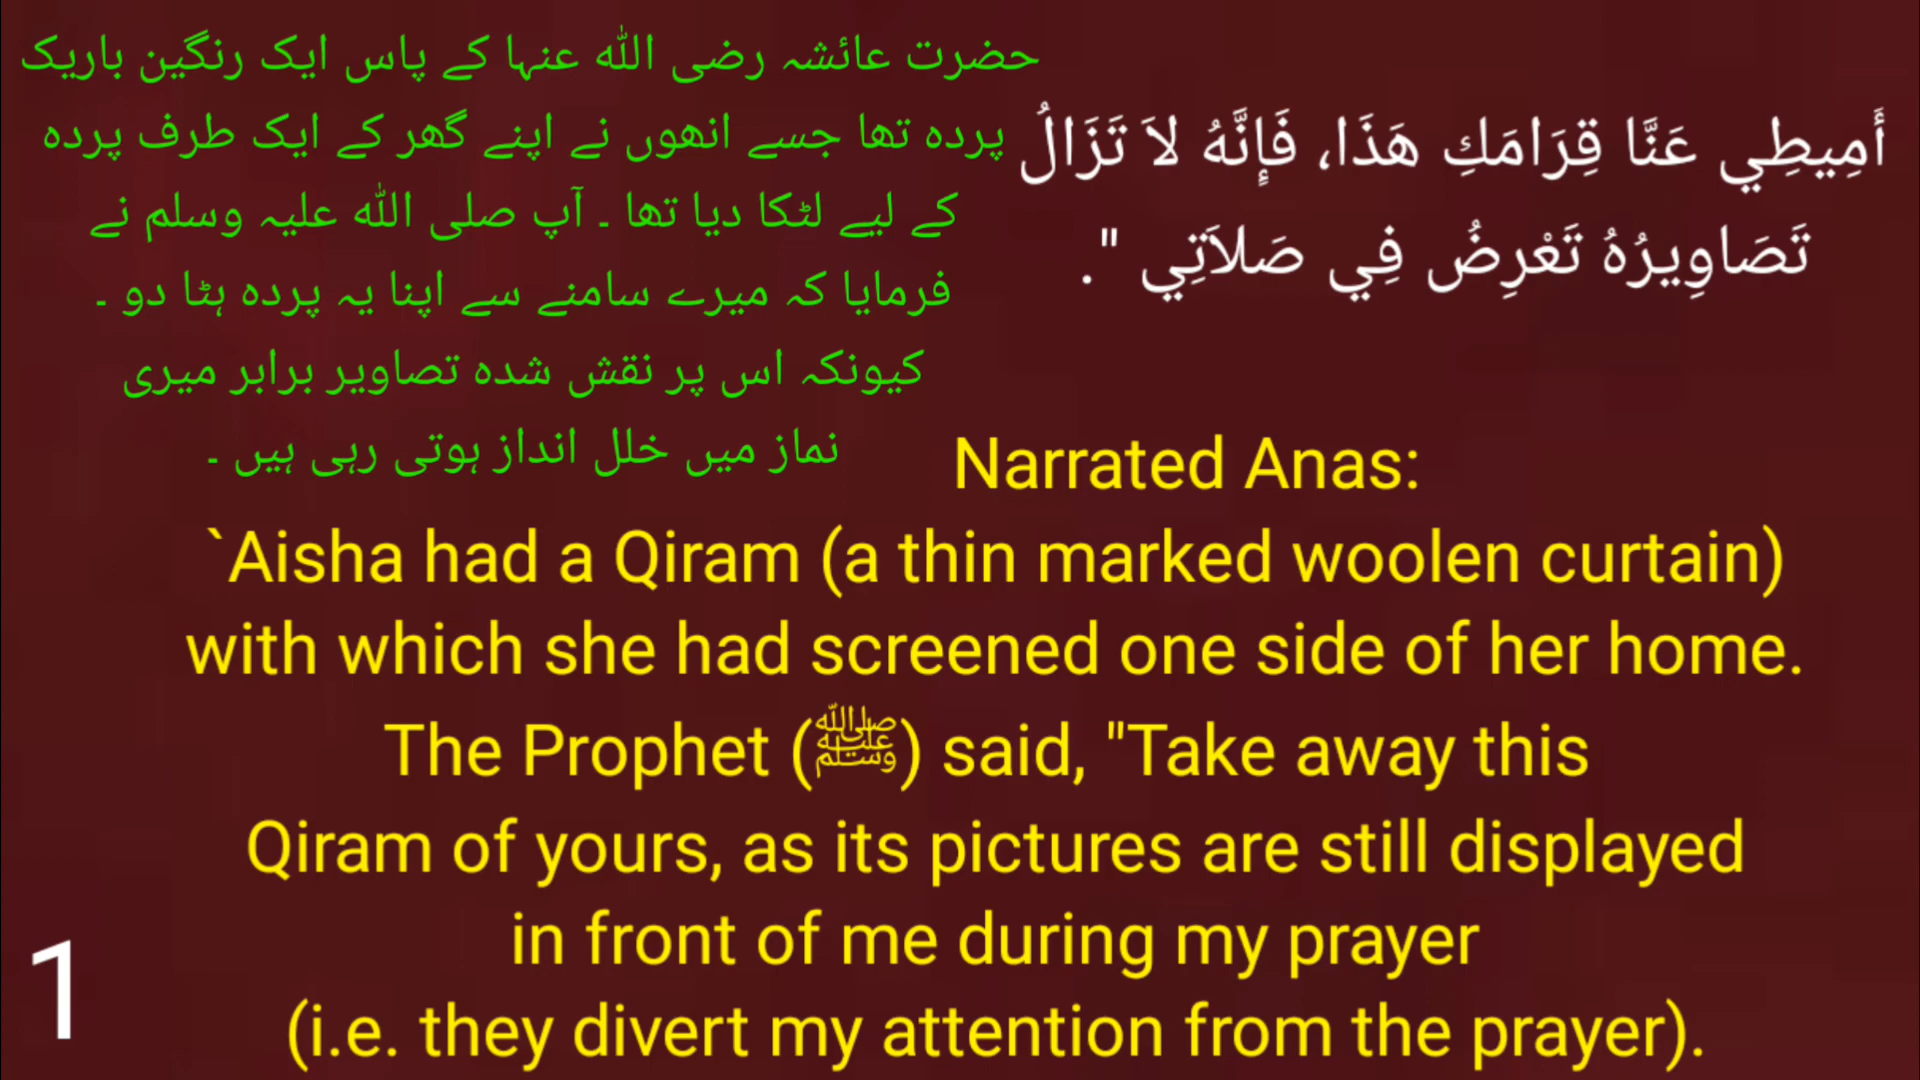 حضرت عائشہ رضی اللہ عنہا کے پاس ایک رنگین باریک
پردہ تھا جسے انھوں نے اپنے گھر کے ایک طرف پردہ
کے لیے لٹکا دیا تھا ۔ آپ صلی اللہ علیہ وسلم نے
فرمایا کہ میرے سامنے سے اپنا یہ پردہ ہٹا دو ۔
کیونکہ اس پر نقش شدہ تصاویر برابر میری
نماز میں خلل انداز ہوتی رہی ہیں ۔
أَمِيطِي عَنَّا قِرَامَكِ هَذَا، فَإِنَّهُ لاَ تَزَالُ
تَصَاوِيرُهُ تَعْرِضُ فِي صَلاَتِي ‏"‏‏.‏
Narrated Anas:
`Aisha had a Qiram (a thin marked woolen curtain)
with which she had screened one side of her home.
The Prophet (ﷺ) said, "Take away this
Qiram of yours, as its pictures are still displayed
in front of me during my prayer
(i.e. they divert my attention from the prayer).
1